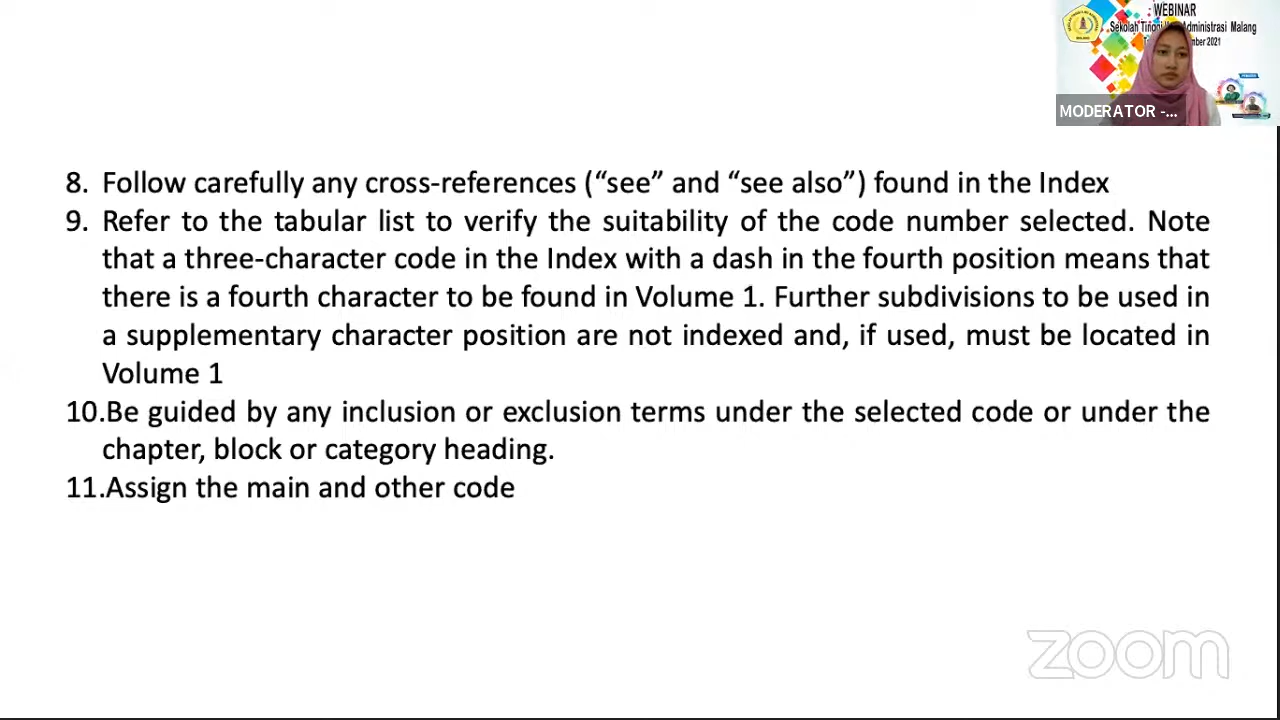 WEBINAR
Sekolah Tinggi Administrasi Malang
2021
MODERATOR -...
8. Follow carefully any cross-references (“see” and “see also”) found in the Index
9. Refer to the tabular list to verify the suitability of the code number selected. Note
that a three-character code in the Index with a dash in the fourth position means that
there is a fourth character to be found in Volume 1. Further subdivisions to be used in
a supplementary character position are not indexed and, if used, must be located in
Volume 1
10.Be guided by any inclusion or exclusion terms under the selected code or under the
chapter, block or category heading.
11.Assign the main and other code
zoom